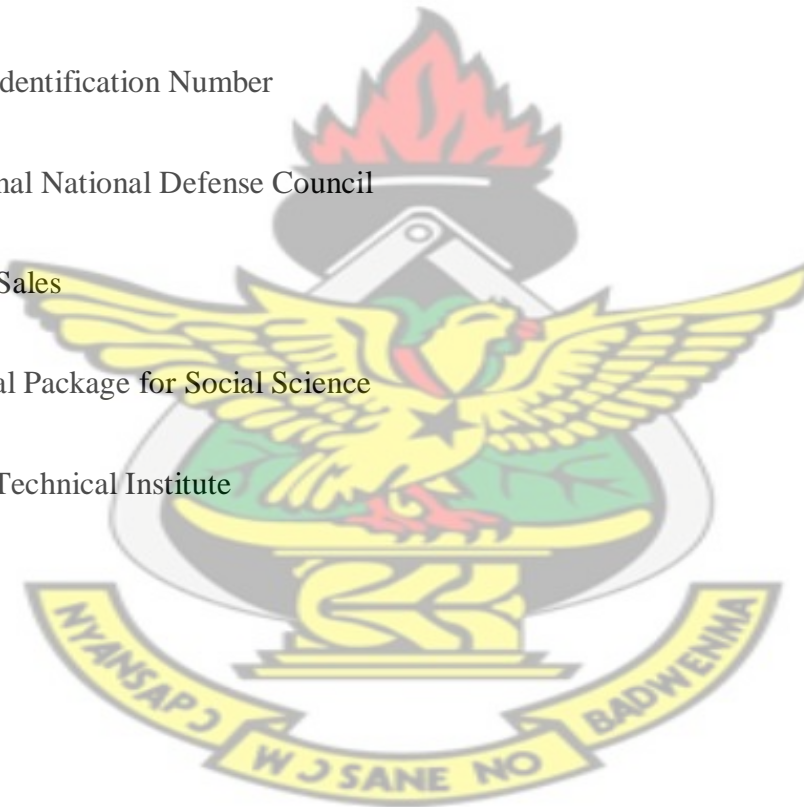 dentification Number
nal National Defense Council
Sales
al Package for Social Science
Technical Institute
NYANSAPƆ WƆSANE NO BADWENMA